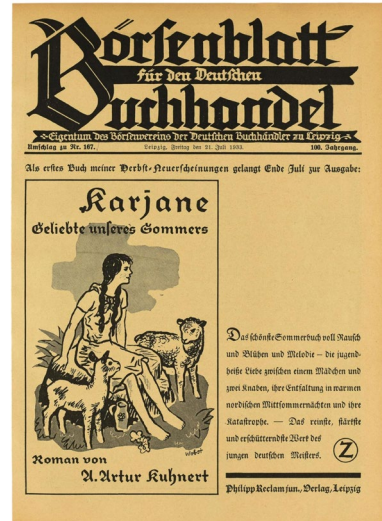 Börsenblatt
für den Deutschen
Buchhandel
Eigentum des Börsenvereins der Deutschen Buchhändler zu Leipzig
Umschlag zu Nr. 167. Leipzig, Freitag den 21. Juli 1933. 100. Jahrgang.
Als erstes Buch meiner Herbst-Neuerscheinungen gelangt Ende Juli zur Ausgabe:
Karjane
Geliebte unseres Sommers
Roman von
A. Artur Kuhnert
Das schönste Sommerbuch voll Rausch
und Blühen und Melodie – die jugend-
heiße Liebe zwischen einem Mädchen und
zwei Knaben, ihre Entfaltung in warmen
nordischen Mittsommernächten und ihre
Katastrophe. — Das reinste, stärkste
und erschütterndste Werk des
jungen deutschen Meisters.
Z
Philipp Reclam jun., Verlag, Leipzig